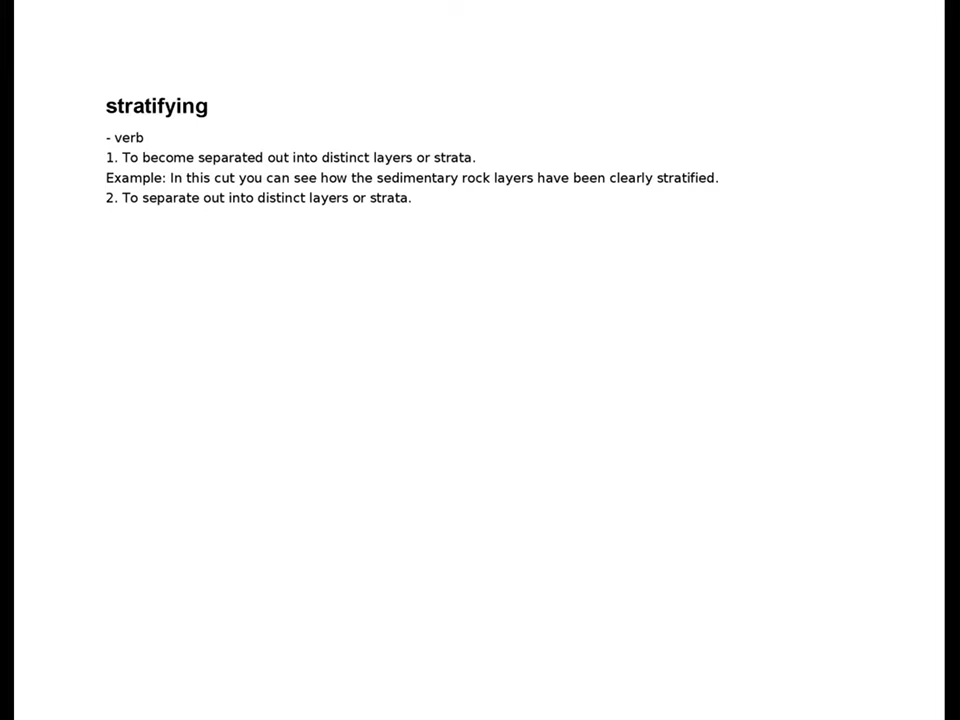 stratifying
- verb
1. To become separated out into distinct layers or strata.
Example: In this cut you can see how the sedimentary rock layers have been clearly stratified.
2. To separate out into distinct layers or strata.